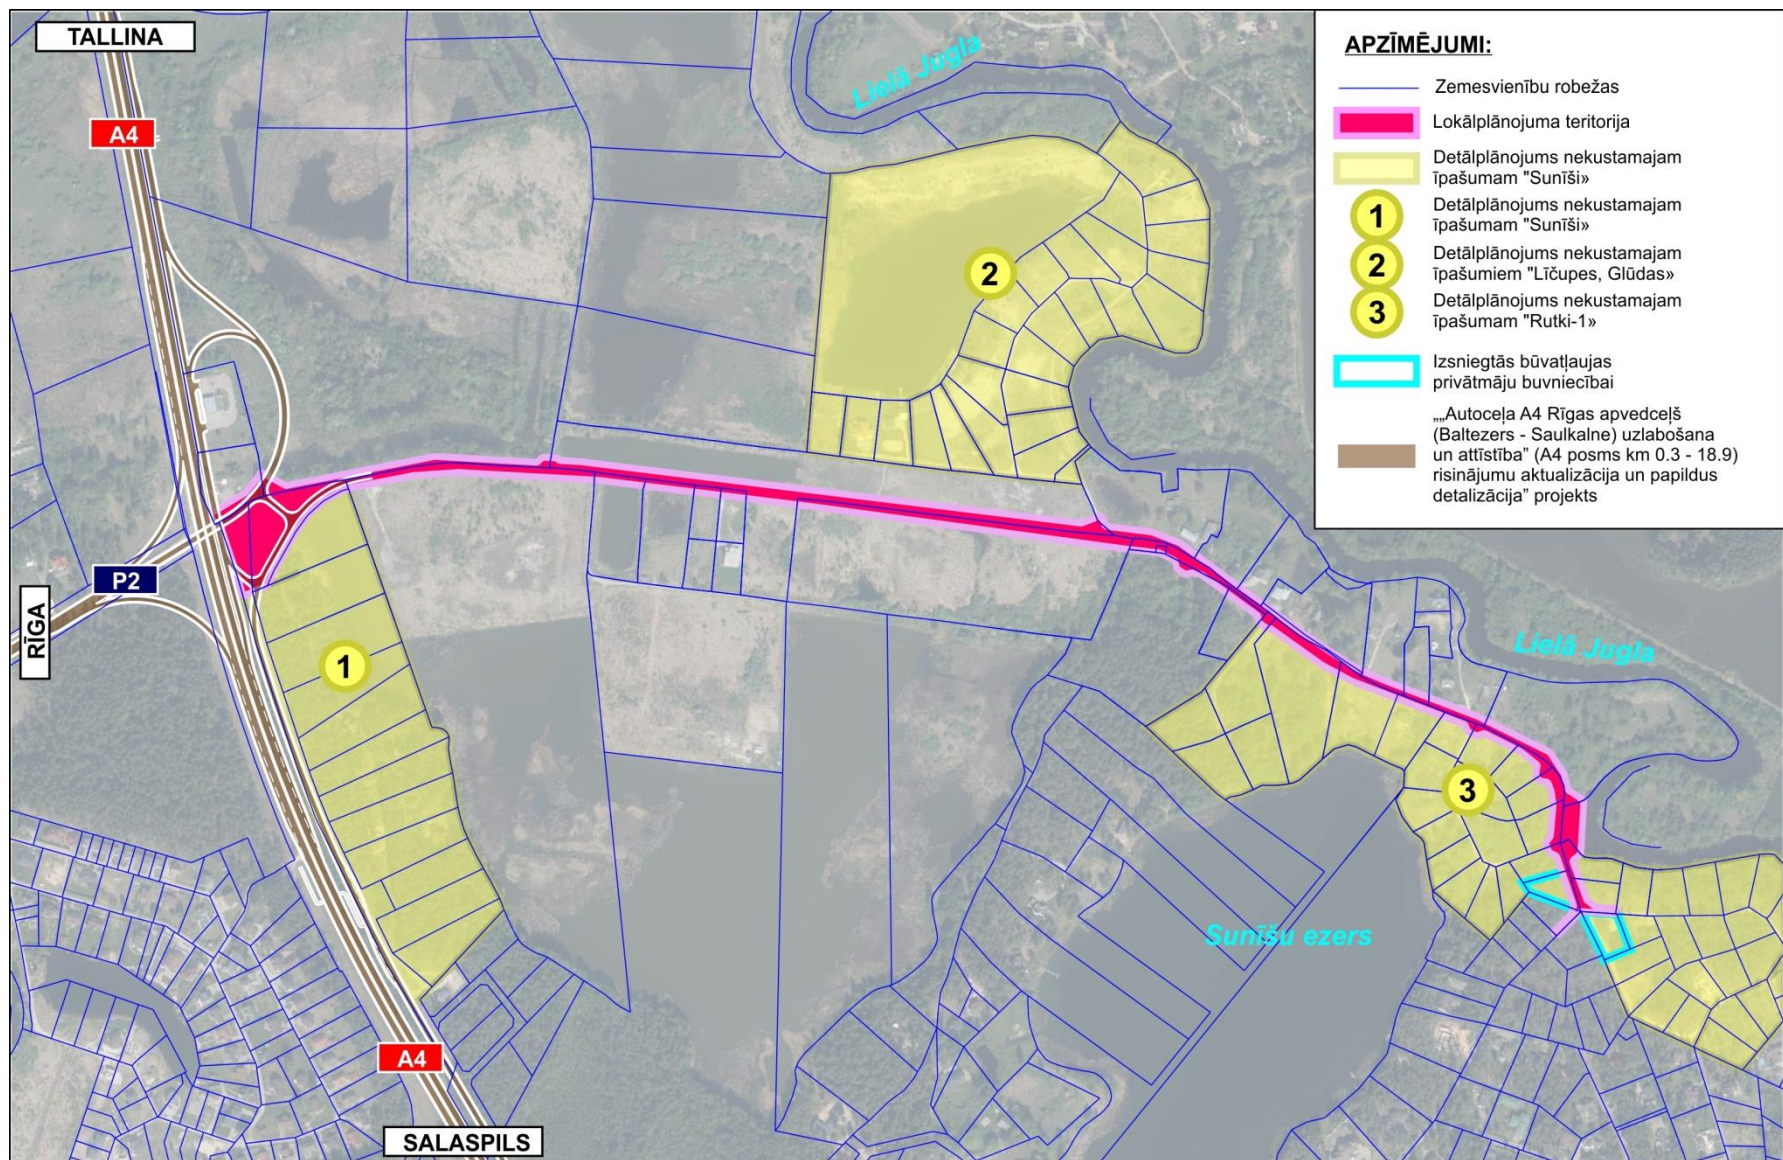 TALLINA
A4
Lielā Jugla
2
P2
RĪGA
1
Lielā Jugla
3
Sunīšu ezers
A4
SALASPILS
APZĪMĒJUMI:
Zemesvienību robežas
Lokālplānojuma teritorija
Detālplānojums nekustamajam
īpašumam "Sunīši»
1
Detālplānojums nekustamajam
īpašumam "Sunīši»
2
Detālplānojums nekustamajam
īpašumiem "Līčupes, Glūdas»
3
Detālplānojums nekustamajam
īpašumam "Rutki-1»
Izsniegtās būvatļaujas
privātmāju buvniecībai
„„Autoceļa A4 Rīgas apvedceļš
(Baltezers - Saulkalne) uzlabošana
un attīstība” (A4 posms km 0.3 - 18.9)
risinājumu aktualizācija un papildus
detalizācija” projekts